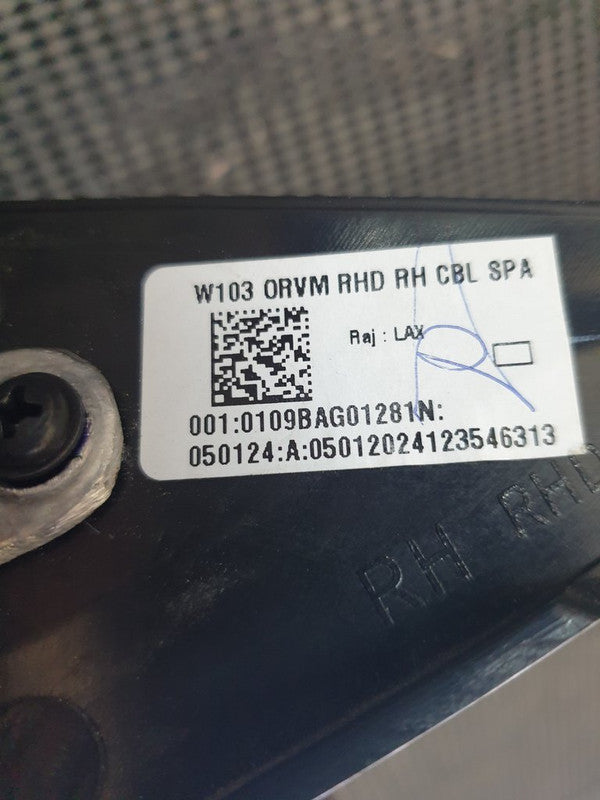 W103 ORVM RHD RH CBL SPA
Raj : LAX
001:0109BAG01281N:
050124:A:05012024123546313
RH RHD